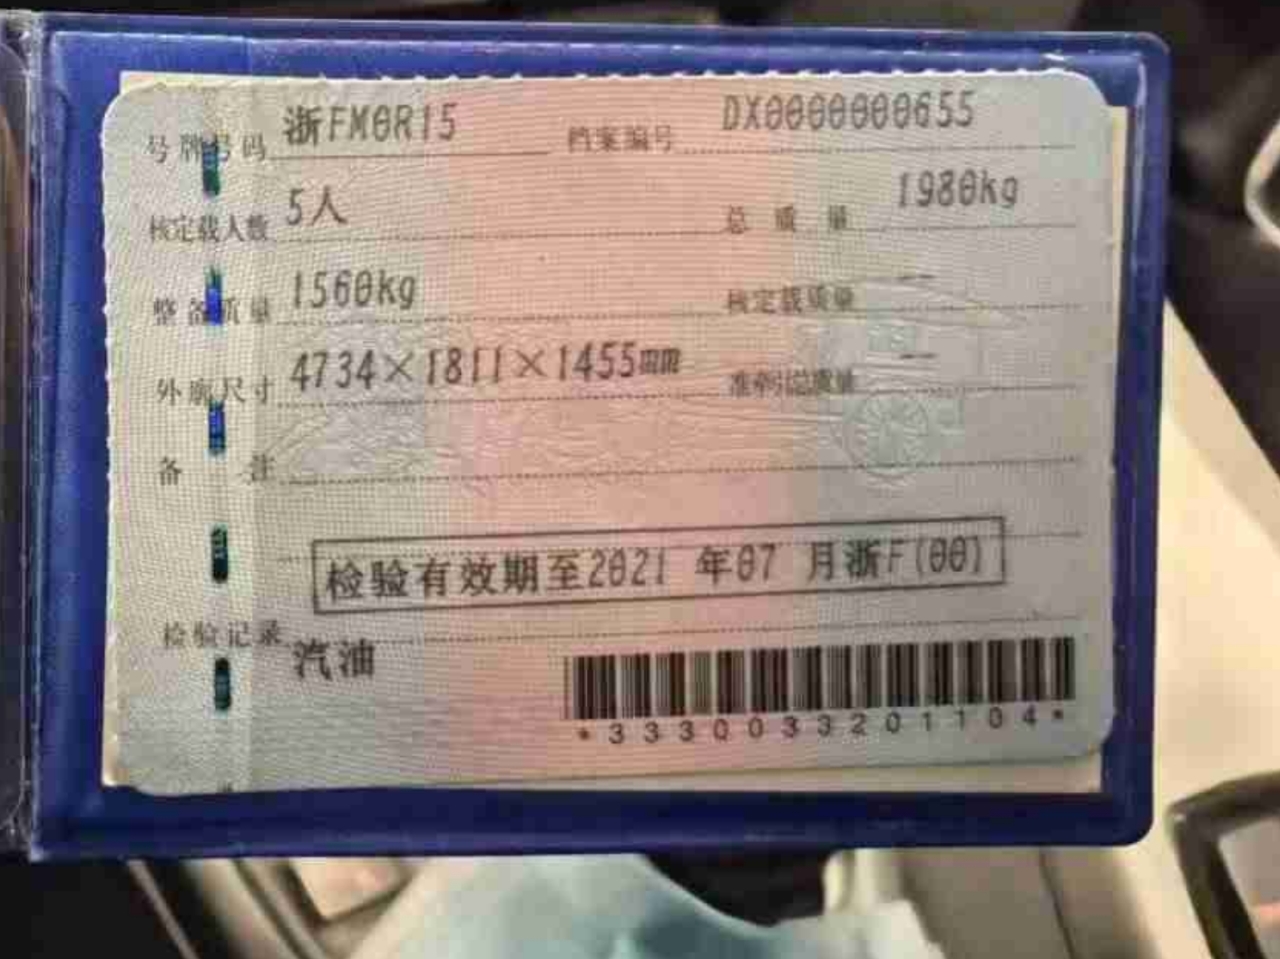 号牌号码 浙FM0R15 档案编号 DX0000000655
核定载人数 5人 总质量 1980kg
整备质量 1560kg 核定载质量 —
外廓尺寸 4734×1811×1455mm 准牵引总质量 —
备注
检验有效期至2021 年07 月浙F(00)
检验记录
汽油
*3330033201104*